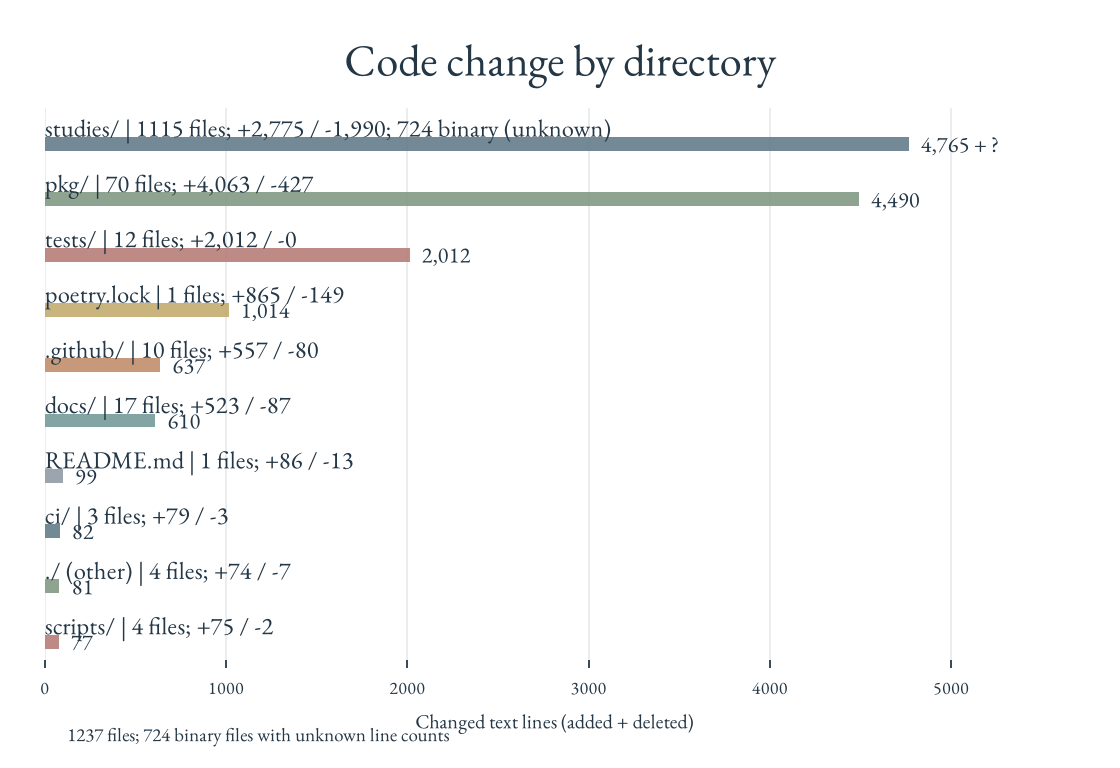 Code change by directory
studies/ | 1115 files; +2,775 / -1,990; 724 binary (unknown)
4,765 + ?
pkg/ | 70 files; +4,063 / -427
4,490
tests/ | 12 files; +2,012 / -0
2,012
poetry.lock | 1 files; +865 / -149
1,014
.github/ | 10 files; +557 / -80
637
docs/ | 17 files; +523 / -87
610
README.md | 1 files; +86 / -13
99
ci/ | 3 files; +79 / -3
82
./ (other) | 4 files; +74 / -7
81
scripts/ | 4 files; +75 / -2
77
0 1000 2000 3000 4000 5000
Changed text lines (added + deleted)
1237 files; 724 binary files with unknown line counts